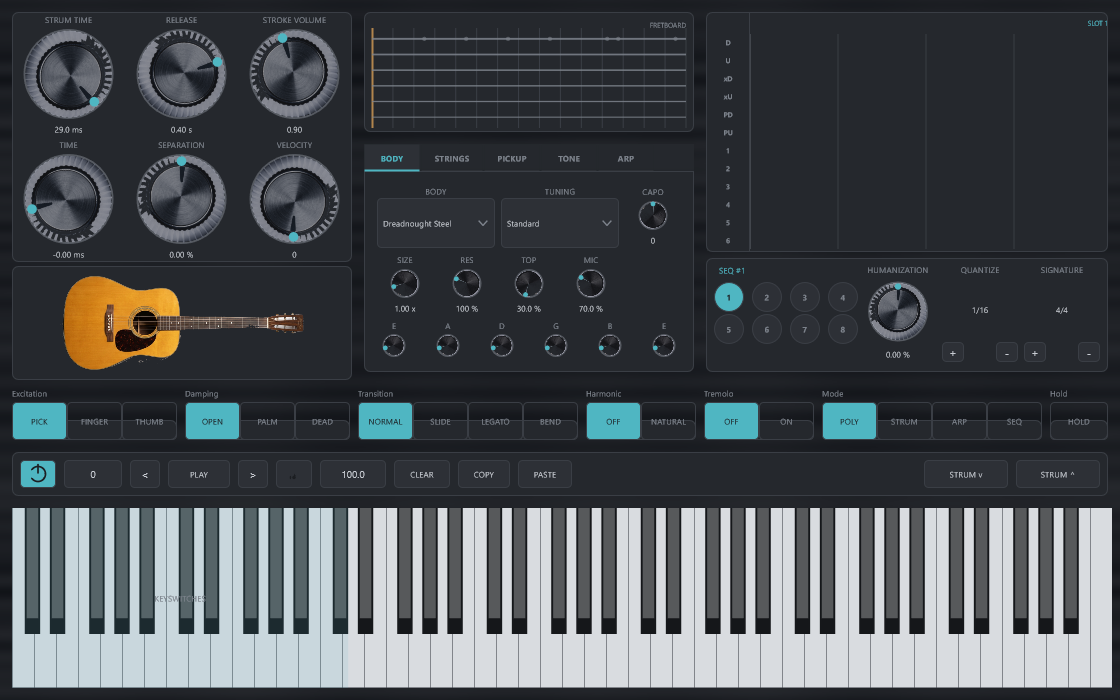 STRUM TIME RELEASE STROKE VOLUME
29.0 ms 0.40 s 0.90
TIME SEPARATION VELOCITY
-0.00 ms 0.00 % 0
FRETBOARD
BODY STRINGS PICKUP TONE ARP
BODY TUNING CAPO
Dreadnought Steel Standard
0
SIZE RES TOP MIC
1.00 x 100 % 30.0 % 70.0 %
E A D G B E
SLOT 1
D
U
xD
xU
PD
PU
1
2
3
4
5
6
SEQ #1 HUMANIZATION QUANTIZE SIGNATURE
1 2 3 4
1/16 4/4
5 6 7 8
0.00 % + - + -
Excitation Damping Transition Harmonic Tremolo Mode Hold
PICK FINGER THUMB OPEN PALM DEAD NORMAL SLIDE LEGATO BEND OFF NATURAL OFF ON POLY STRUM ARP SEQ HOLD
0 < PLAY > 100.0 CLEAR COPY PASTE STRUM v STRUM ^
KEYSWITCHES